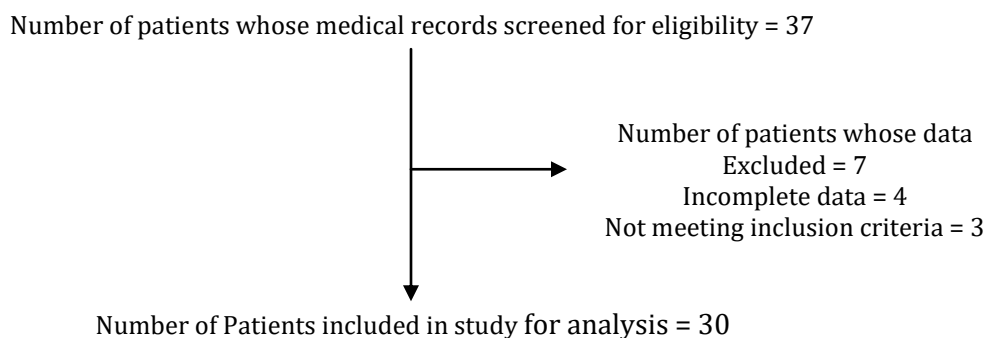 Number of patients whose medical records screened for eligibility = 37
Number of patients whose data
Excluded = 7
Incomplete data = 4
Not meeting inclusion criteria = 3
Number of Patients included in study for analysis = 30